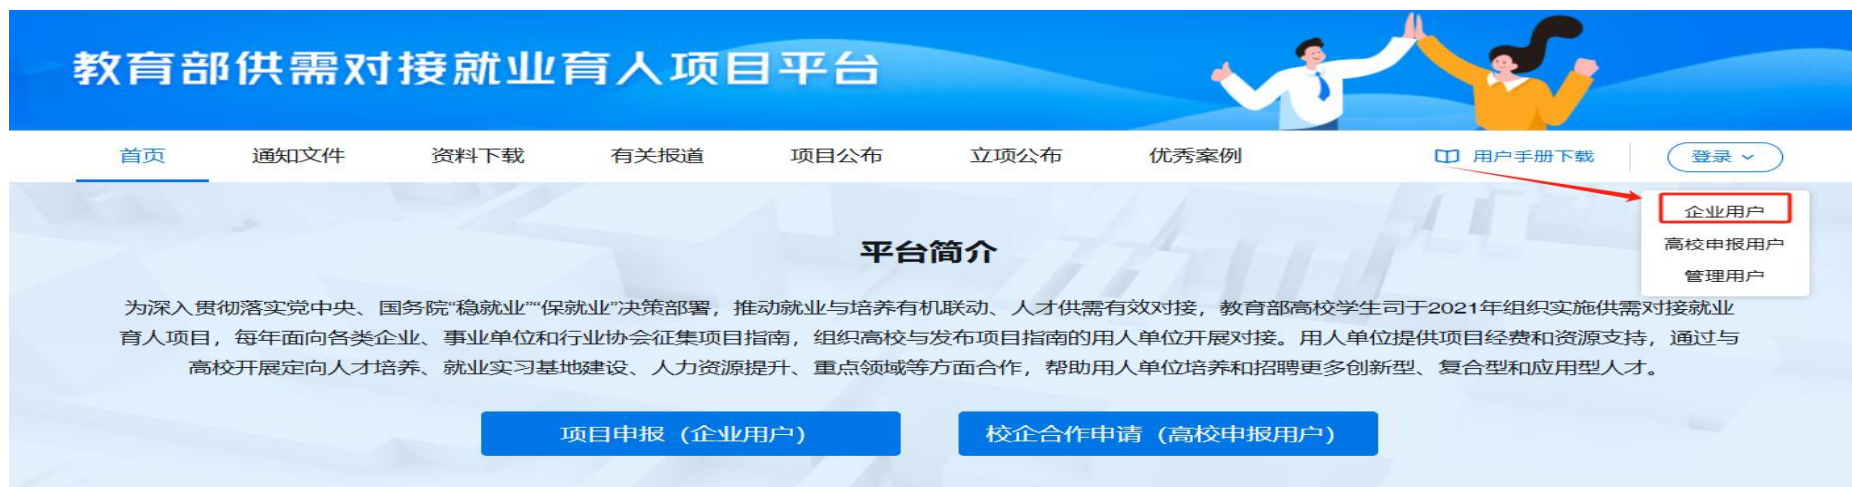 教育部供需对接就业育人项目平台
首页 通知文件 资料下载 有关报道 项目公布 立项公布 优秀案例 用户手册下载 登录
企业用户
高校申报用户
管理用户
平台简介
为深入贯彻落实党中央、国务院“稳就业”“保就业”决策部署，推动就业与培养有机联动、人才供需有效对接，教育部高校学生司于2021年组织实施供需对接就业
育人项目，每年面向各类企业、事业单位和行业协会征集项目指南，组织高校与发布项目指南的用人单位开展对接。用人单位提供项目经费和资源支持，通过与
高校开展定向人才培养、就业实习基地建设、人力资源提升、重点领域等方面合作，帮助用人单位培养和招聘更多创新型、复合型和应用型人才。
项目申报（企业用户） 校企合作申请（高校申报用户）